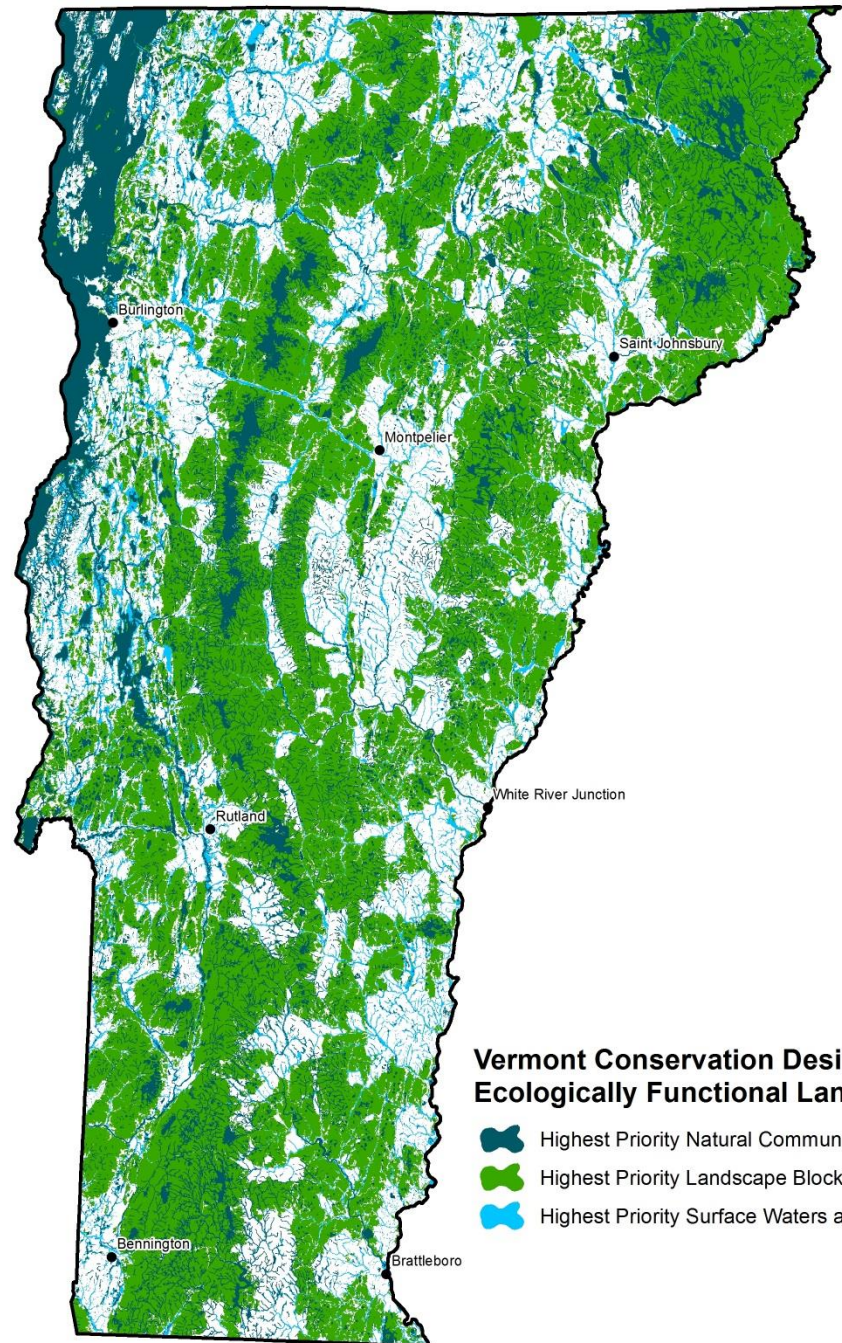 Burlington
Saint Johnsbury
Montpelier
White River Junction
Rutland
Vermont Conservation Desi
Ecologically Functional Lan
Highest Priority Natural Commun
Highest Priority Landscape Block
Highest Priority Surface Waters a
Bennington
Brattleboro